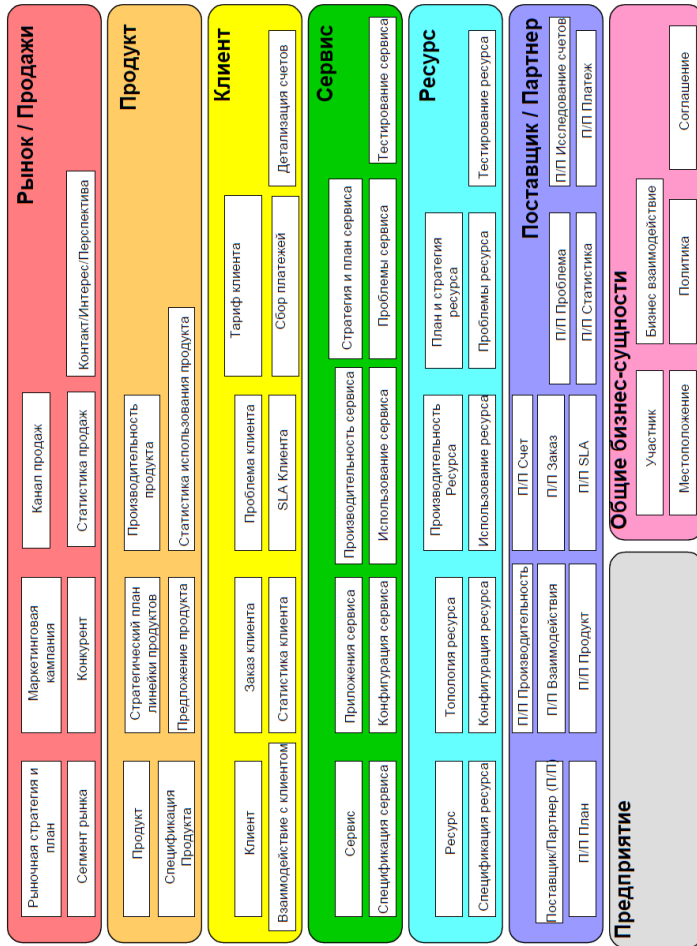 Рынок / Продажи
Рыночная стратегия и
план
Маркетинговая
кампания
Канал продаж
Контакт/Интерес/Перспектива
Сегмент рынка
Конкурент
Статистика продаж
Продукт
Продукт
Стратегический план
линейки продуктов
Производительность
продукта
Спецификация
Продукта
Предложение продукта
Статистика использования продукта
Клиент
Клиент
Заказ клиента
Проблема клиента
Тариф клиента
Взаимодействие с клиентом
Статистика клиента
SLA Клиента
Сбор платежей
Детализация счетов
Сервис
Сервис
Приложения сервиса
Производительность сервиса
Стратегия и план сервиса
Спецификация сервиса
Конфигурация сервиса
Использование сервиса
Проблемы сервиса
Тестирование сервиса
Ресурс
Ресурс
Топология ресурса
Производительность
Ресурса
План и стратегия
ресурса
Спецификация ресурса
Конфигурация ресурса
Использование ресурса
Проблемы ресурса
Тестирование ресурса
Поставщик / Партнер
П/П Производительность
П/П Счет
Поставщик/Партнер (П/П)
П/П Взаимодействия
П/П Заказ
П/П Проблема
П/П Исследование счетов
П/П План
П/П Продукт
П/П SLA
П/П Статистика
П/П Платеж
Предприятие
Общие бизнес-сущности
Участник
Бизнес взаимодействие
Местоположение
Политика
Соглашение